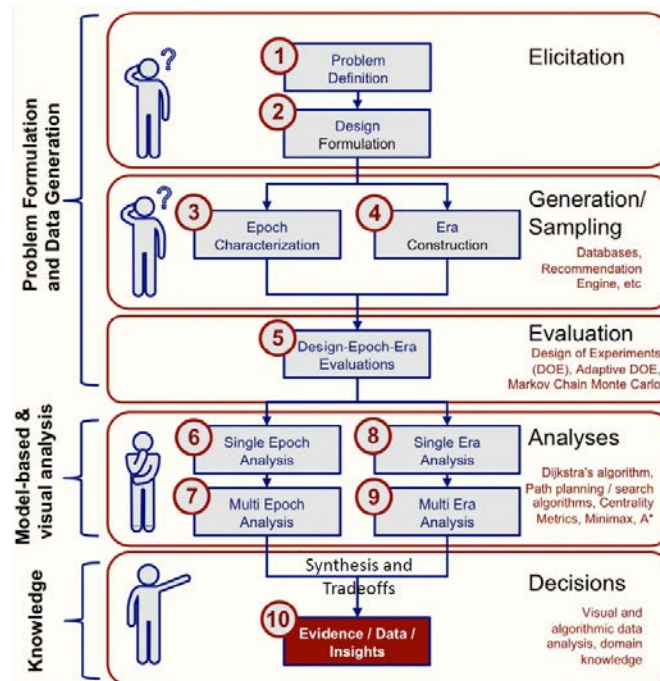 Problem Formulation
and Data Generation
Model-based &
visual analysis
Knowledge
?
1
Problem
Definition
2
Design
Formulation
Elicitation
?
3
Epoch
Characterization
4
Era
Construction
Generation/
Sampling
Databases,
Recommendation
Engine, etc
5
Design-Epoch-Era
Evaluations
Evaluation
Design of Experiments
(DOE), Adaptive DOE,
Markov Chain Monte Carlo
6
Single Epoch
Analysis
7
Multi Epoch
Analysis
8
Single Era
Analysis
9
Multi Era
Analysis
Analyses
Dijkstra's algorithm,
Path planning / search
algorithms, Centrality
Metrics, Minimax, A*
Synthesis and
Tradeoffs
10
Evidence / Data /
Insights
Decisions
Visual and
algorithmic data
analysis, domain
knowledge